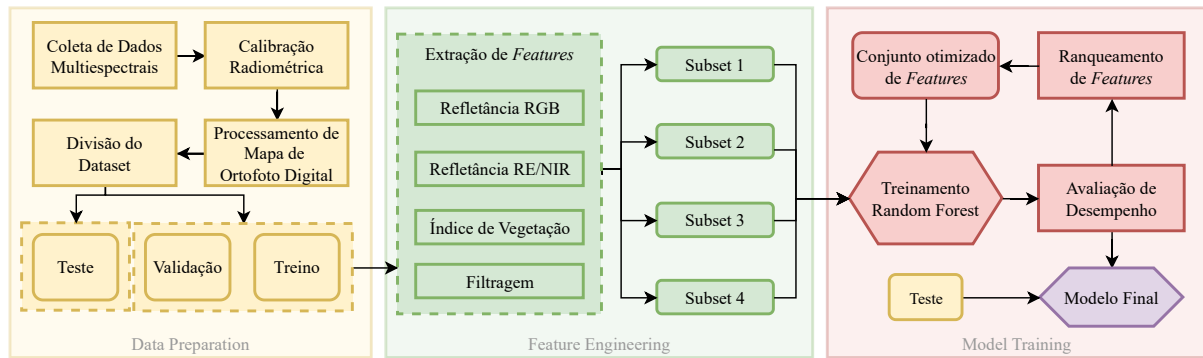 Coleta de Dados
Multiespectrais
Calibração
Radiométrica
Divisão do
Dataset
Processamento de
Mapa de
Ortofoto Digital
Teste
Validação
Treino
Data Preparation
Extração de Features
Refletância RGB
Refletância RE/NIR
Índice de Vegetação
Filtragem
Subset 1
Subset 2
Subset 3
Subset 4
Feature Engineering
Conjunto otimizado
de Features
Ranqueamento
de Features
Treinamento
Random Forest
Avaliação de
Desempenho
Teste
Modelo Final
Model Training